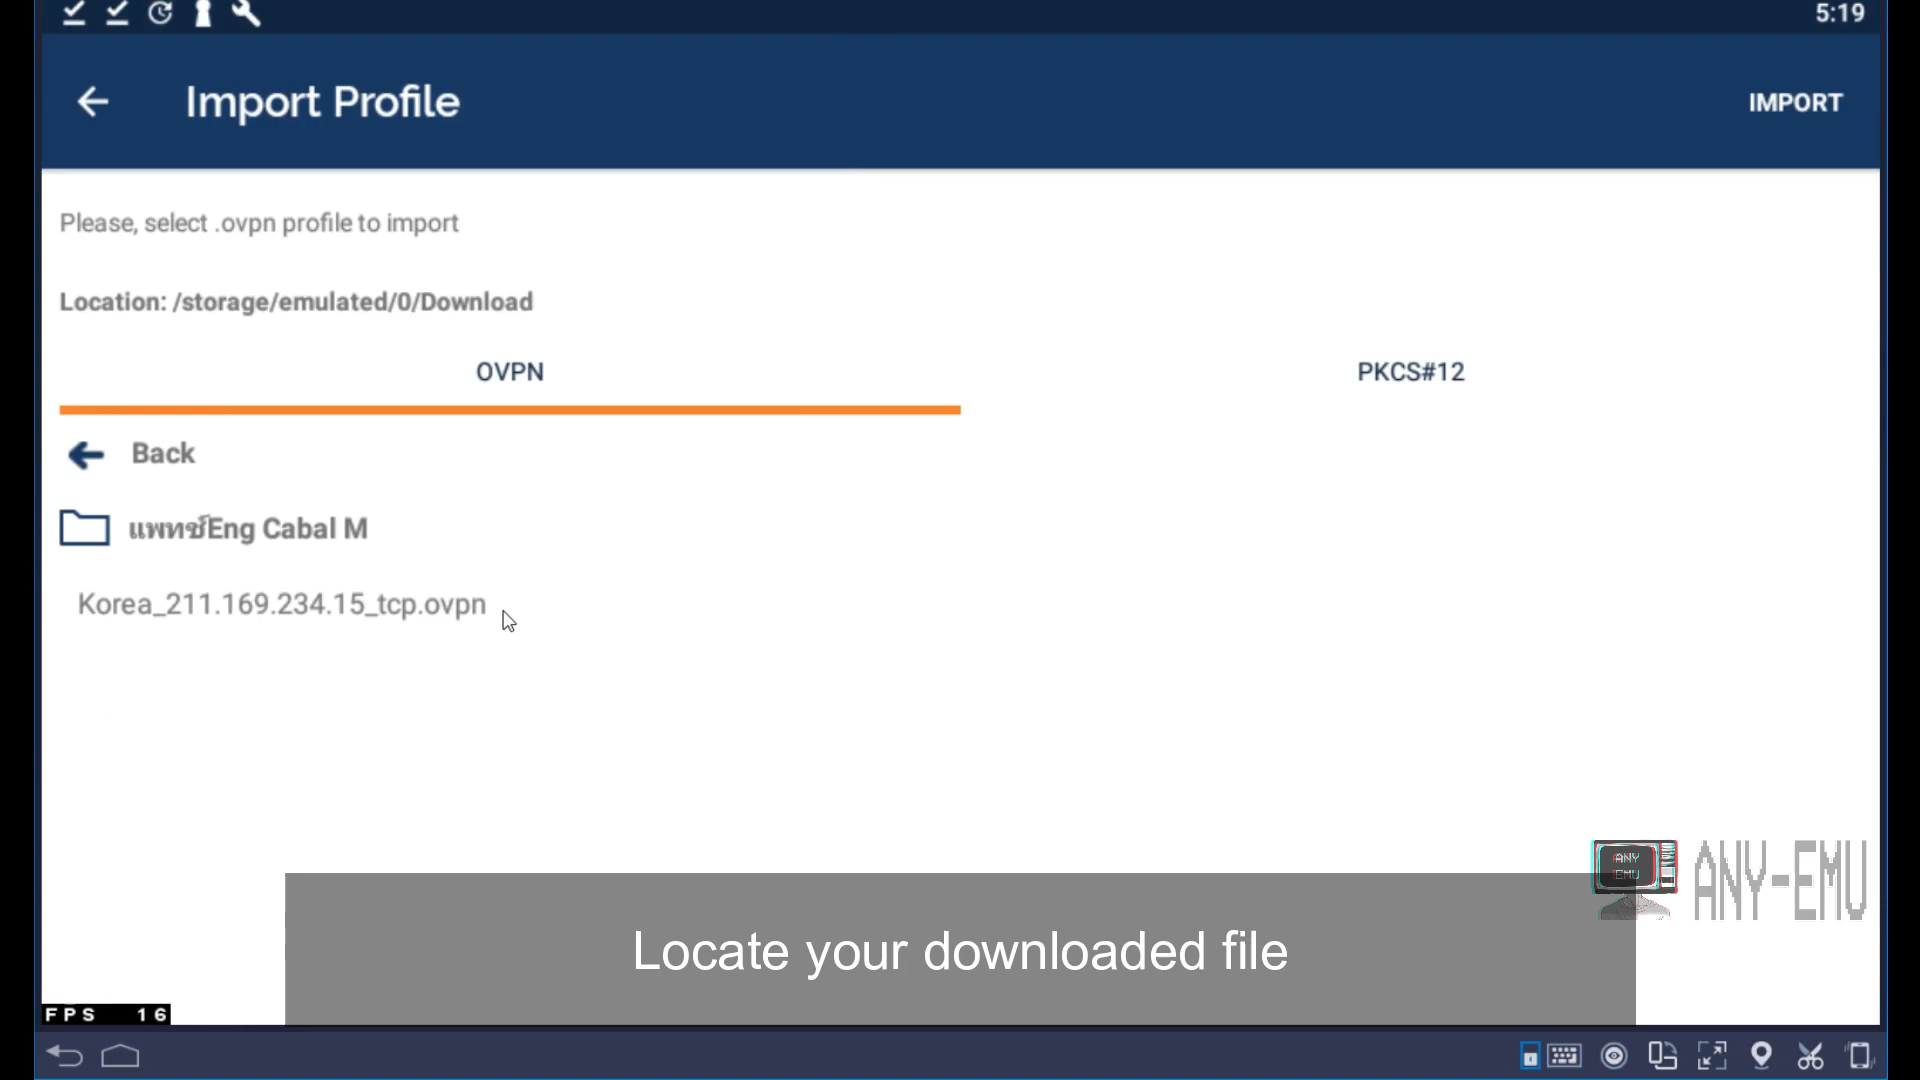 5:19
Import Profile
IMPORT
Please, select .ovpn profile to import
Location: /storage/emulated/0/Download
OVPN
PKCS#12
Back
แพทช์Eng Cabal M
Korea_211.169.234.15_tcp.ovpn
ANY
EMU
ANY-EMU
Locate your downloaded file
FPS 16